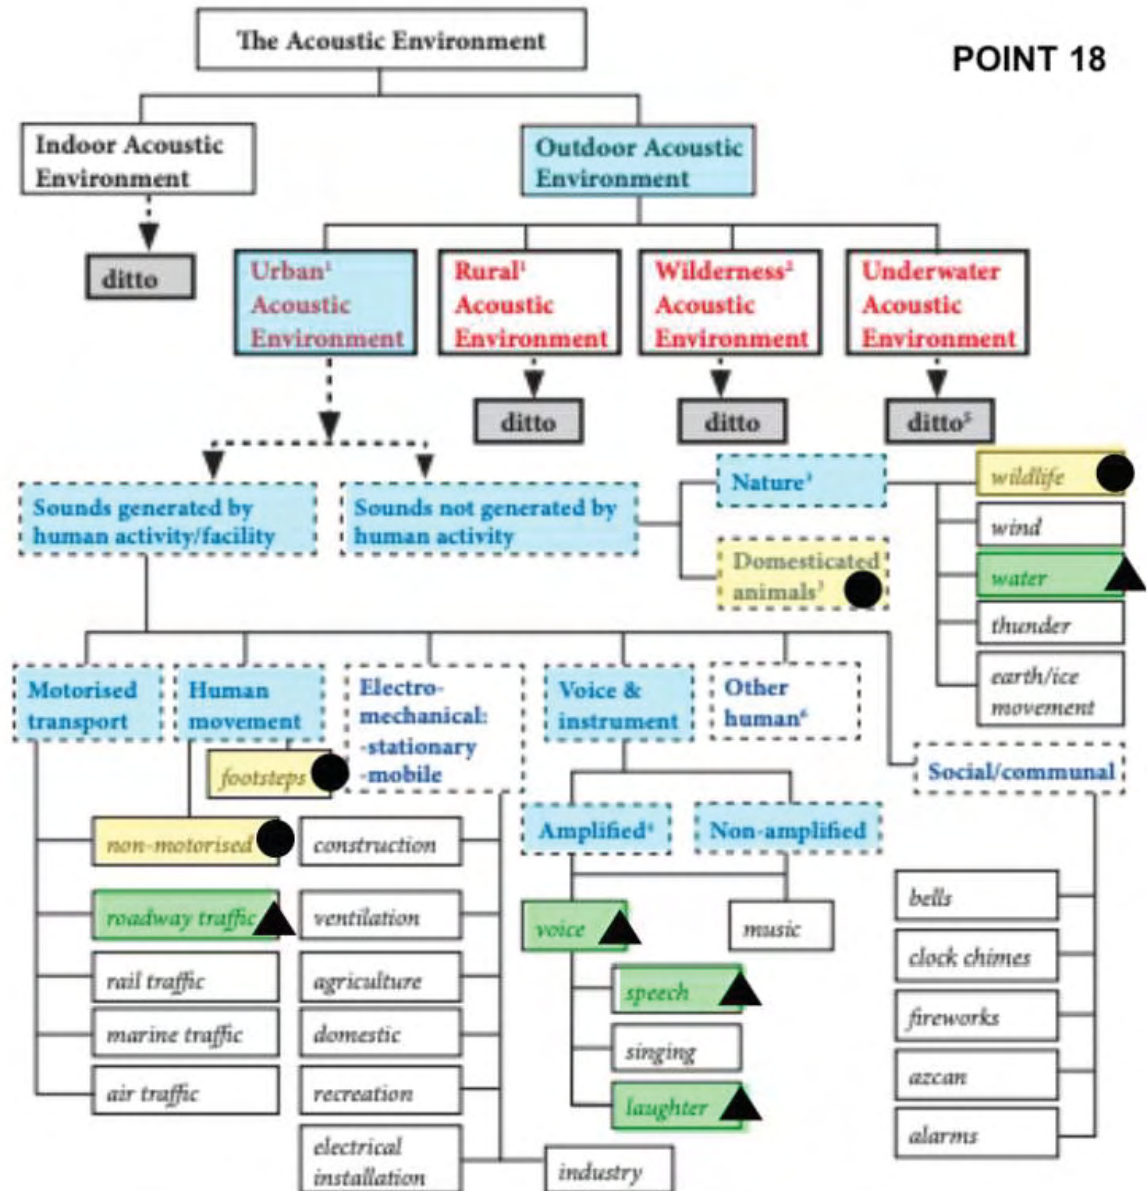 The Acoustic Environment
POINT 18
Indoor Acoustic
Environment
Outdoor Acoustic
Environment
ditto
Urban¹
Acoustic
Environment
Rural¹
Acoustic
Environment
Wilderness²
Acoustic
Environment
Underwater
Acoustic
Environment
ditto
ditto
ditto⁵
Sounds generated by
human activity/facility
Sounds not generated by
human activity
Nature³
Domesticated
animals³
wildlife
wind
water
thunder
earth/ice
movement
Motorised
transport
Human
movement
Electro-
mechanical:
-stationary
-mobile
Voice &
instrument
Other
human⁶
Social/communal
footsteps
non-motorised
roadway traffic
rail traffic
marine traffic
air traffic
construction
ventilation
agriculture
domestic
recreation
electrical
installation
industry
Amplified⁴
Non-amplified
voice
music
speech
singing
laughter
bells
clock chimes
fireworks
azcan
alarms